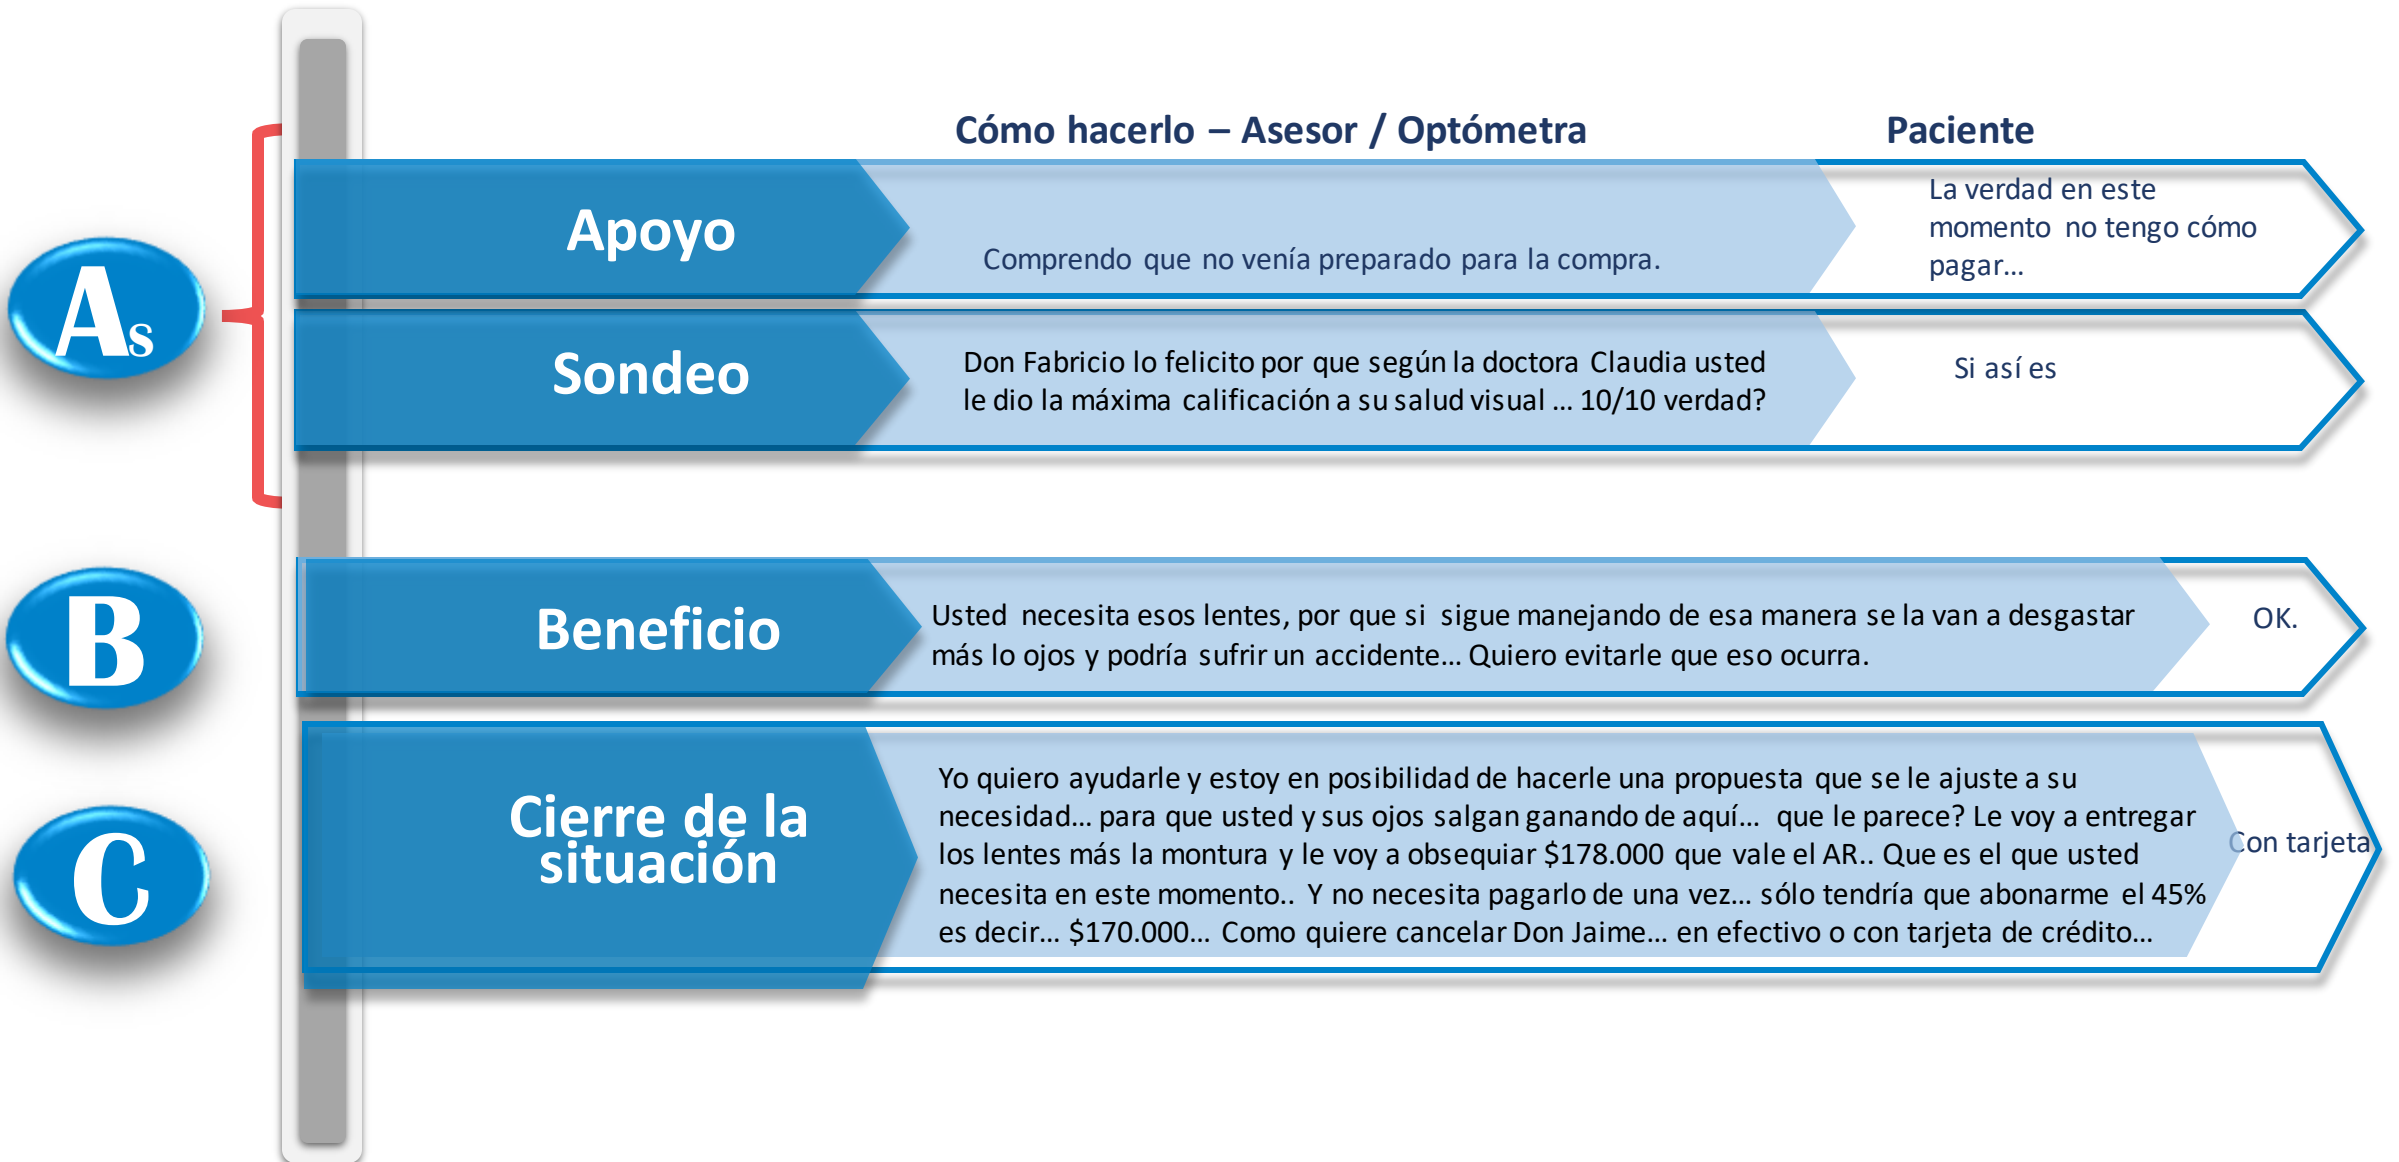 Cómo hacerlo – Asesor / Optómetra
Paciente
As
Apoyo
Comprendo que no venía preparado para la compra.
La verdad en este
momento no tengo cómo
pagar...
Sondeo
Don Fabricio lo felicito por que según la doctora Claudia usted
le dio la máxima calificación a su salud visual ... 10/10 verdad?
Si así es
B
Beneficio
Usted necesita esos lentes, por que si sigue manejando de esa manera se la van a desgastar
más lo ojos y podría sufrir un accidente... Quiero evitarle que eso ocurra.
OK.
C
Cierre de la
situación
Yo quiero ayudarle y estoy en posibilidad de hacerle una propuesta que se le ajuste a su
necesidad... para que usted y sus ojos salgan ganando de aquí... que le parece? Le voy a entregar
los lentes más la montura y le voy a obsequiar $178.000 que vale el AR.. Que es el que usted
necesita en este momento.. Y no necesita pagarlo de una vez... sólo tendría que abonarme el 45%
es decir... $170.000... Como quiere cancelar Don Jaime... en efectivo o con tarjeta de crédito...
Con tarjeta